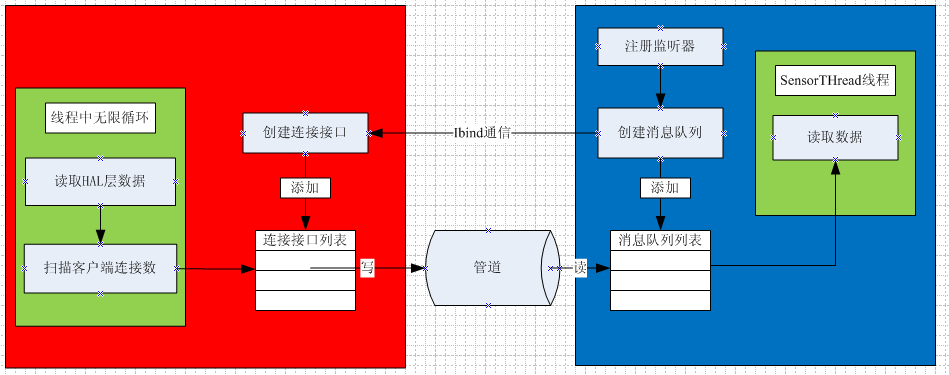 线程中无限循环
读取HAL层数据
扫描客户端连接数
创建连接接口
添加
连接接口列表
写
Ibind通信
管道
读
注册监听器
创建消息队列
添加
消息队列列表
SensorTHread线程
读取数据